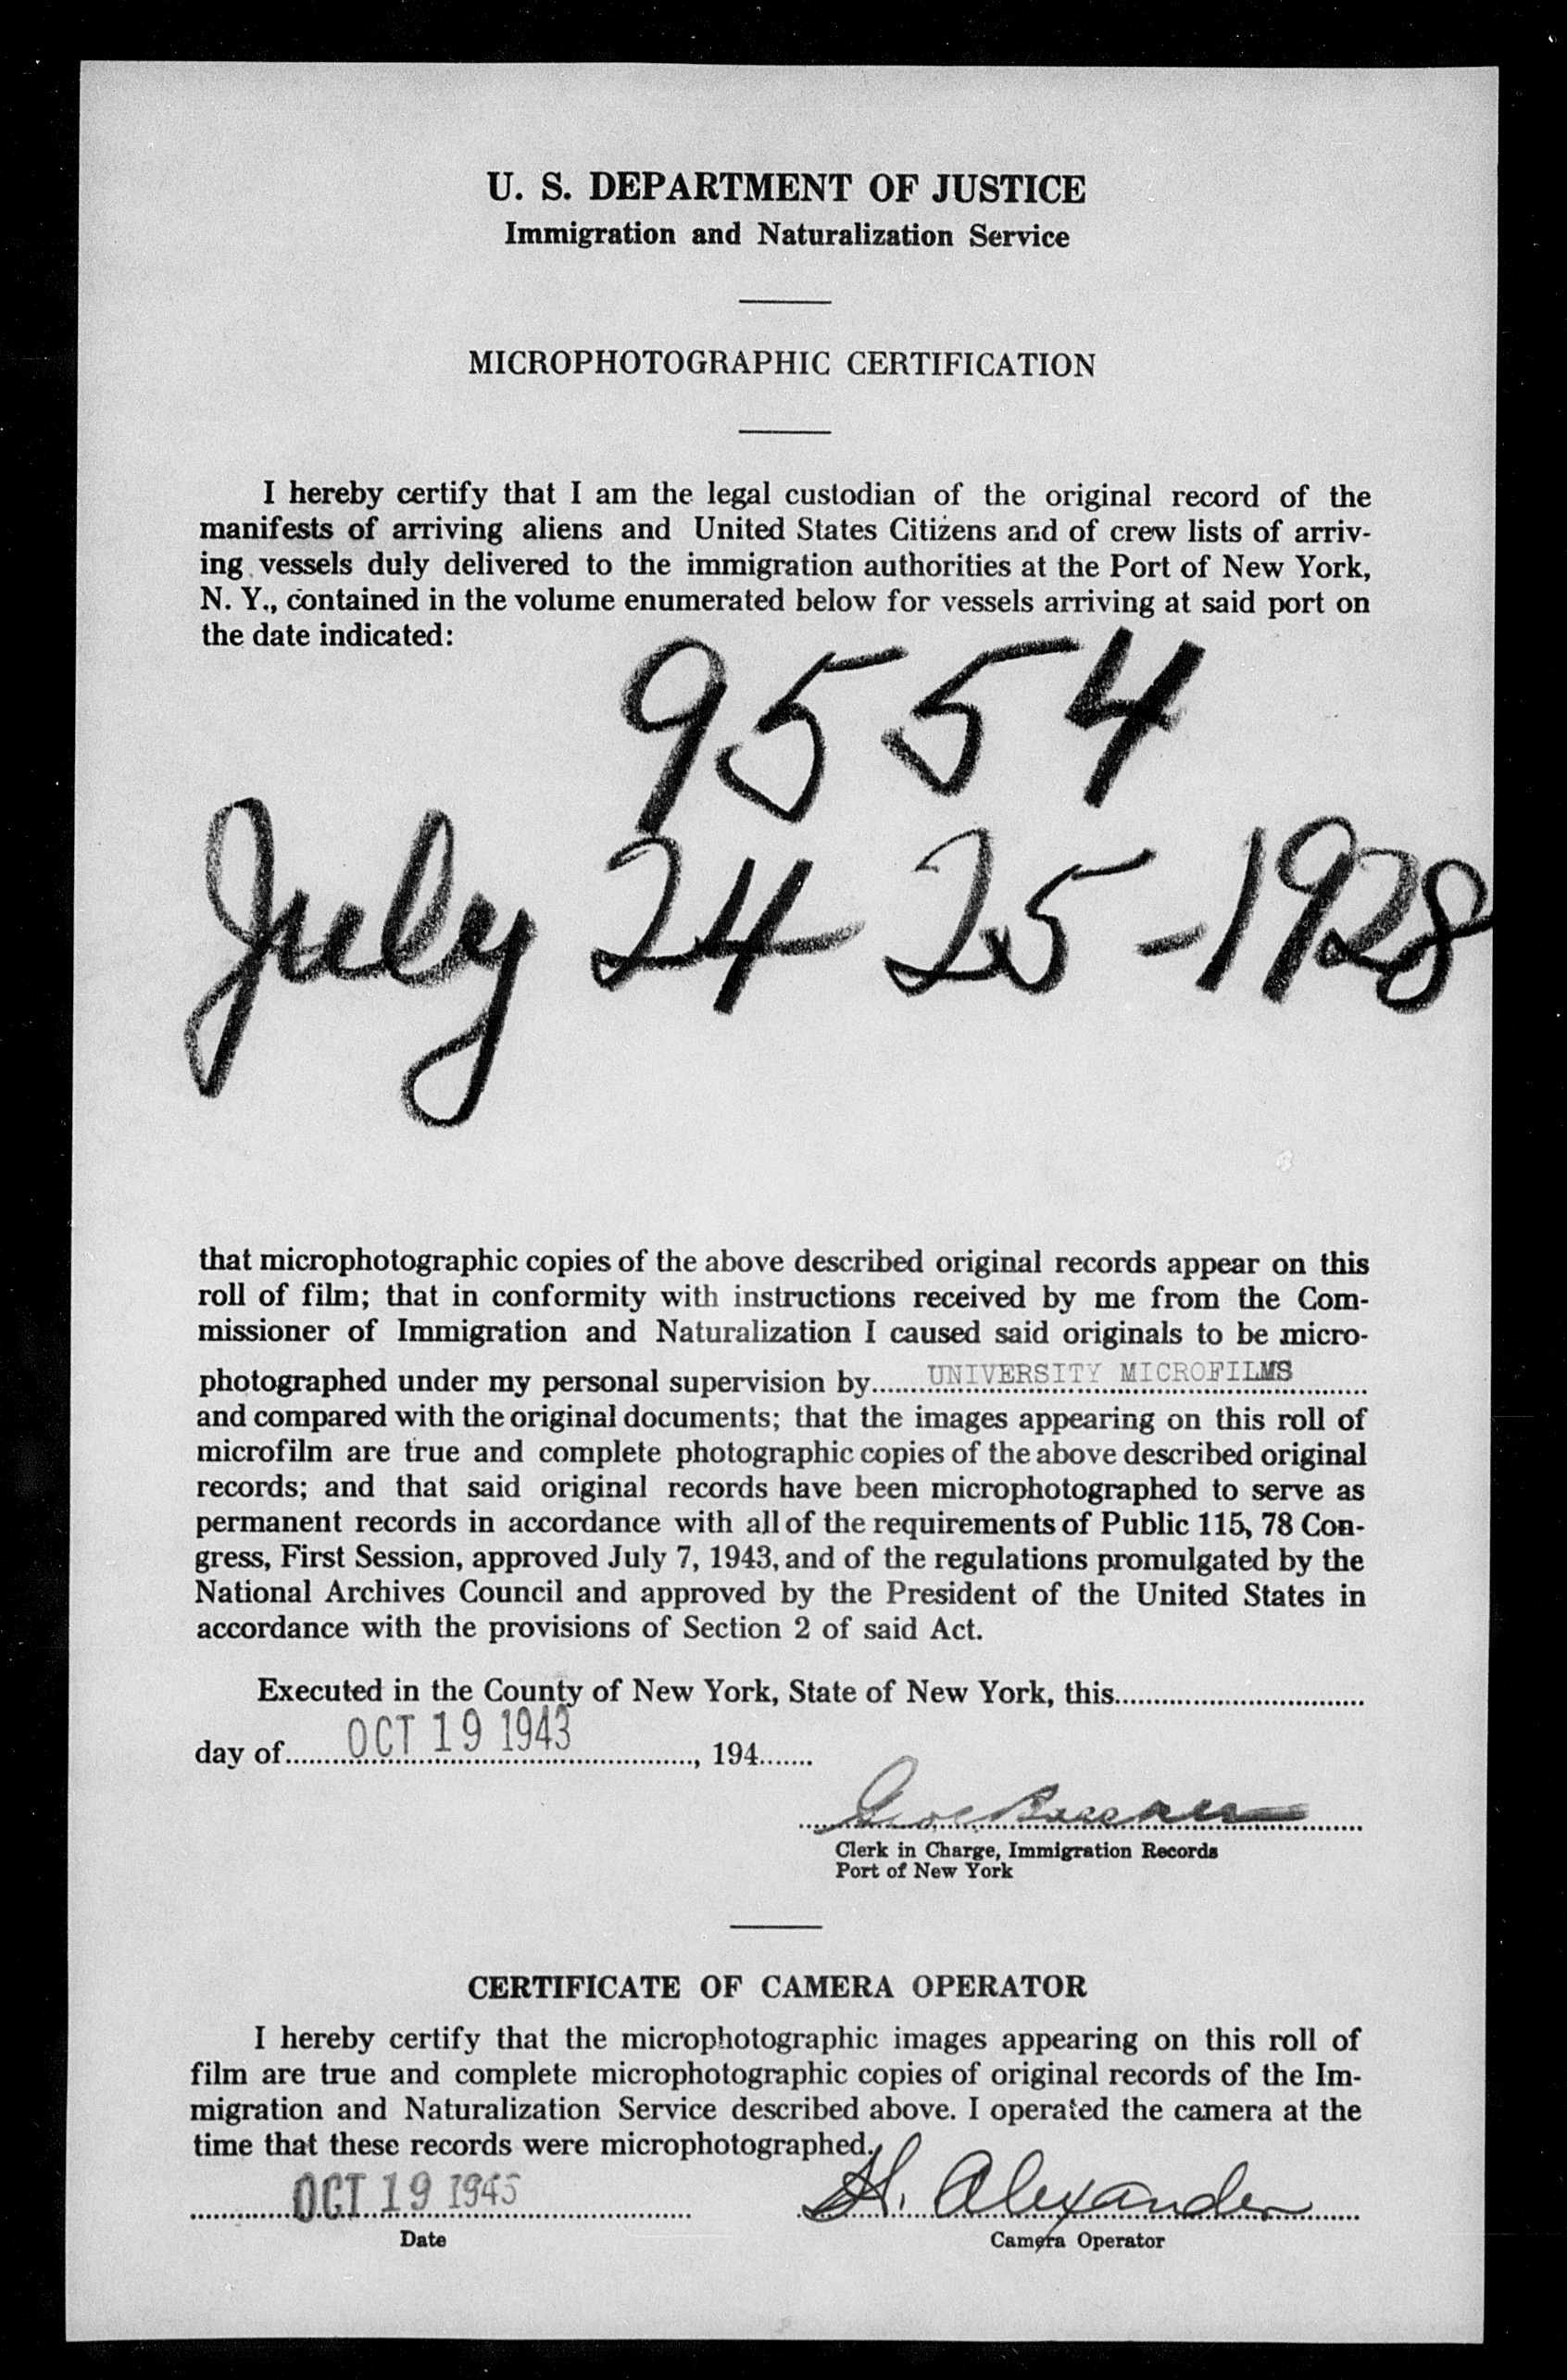 U. S. DEPARTMENT OF JUSTICE
Immigration and Naturalization Service
MICROPHOTOGRAPHIC CERTIFICATION
I hereby certify that I am the legal custodian of the original record of the
manifests of arriving aliens and United States Citizens and of crew lists of arriv-
ing vessels duly delivered to the immigration authorities at the Port of New York,
N. Y., contained in the volume enumerated below for vessels arriving at said port on
the date indicated:
9554
July 24 25-1928
that microphotographic copies of the above described original records appear on this
roll of film; that in conformity with instructions received by me from the Com-
missioner of Immigration and Naturalization I caused said originals to be micro-
photographed under my personal supervision by UNIVERSITY MICROFILMS
and compared with the original documents; that the images appearing on this roll of
microfilm are true and complete photographic copies of the above described original
records; and that said original records have been microphotographed to serve as
permanent records in accordance with all of the requirements of Public 115, 78 Con-
gress, First Session, approved July 7, 1943, and of the regulations promulgated by the
National Archives Council and approved by the President of the United States in
accordance with the provisions of Section 2 of said Act.
Executed in the County of New York, State of New York, this
day of OCT 19 1943, 194
Clerk in Charge, Immigration Records
Port of New York
CERTIFICATE OF CAMERA OPERATOR
I hereby certify that the microphotographic images appearing on this roll of
film are true and complete microphotographic copies of original records of the Im-
migration and Naturalization Service described above. I operated the camera at the
time that these records were microphotographed.
OCT 19 1943 H. Alexander
Date Camera Operator